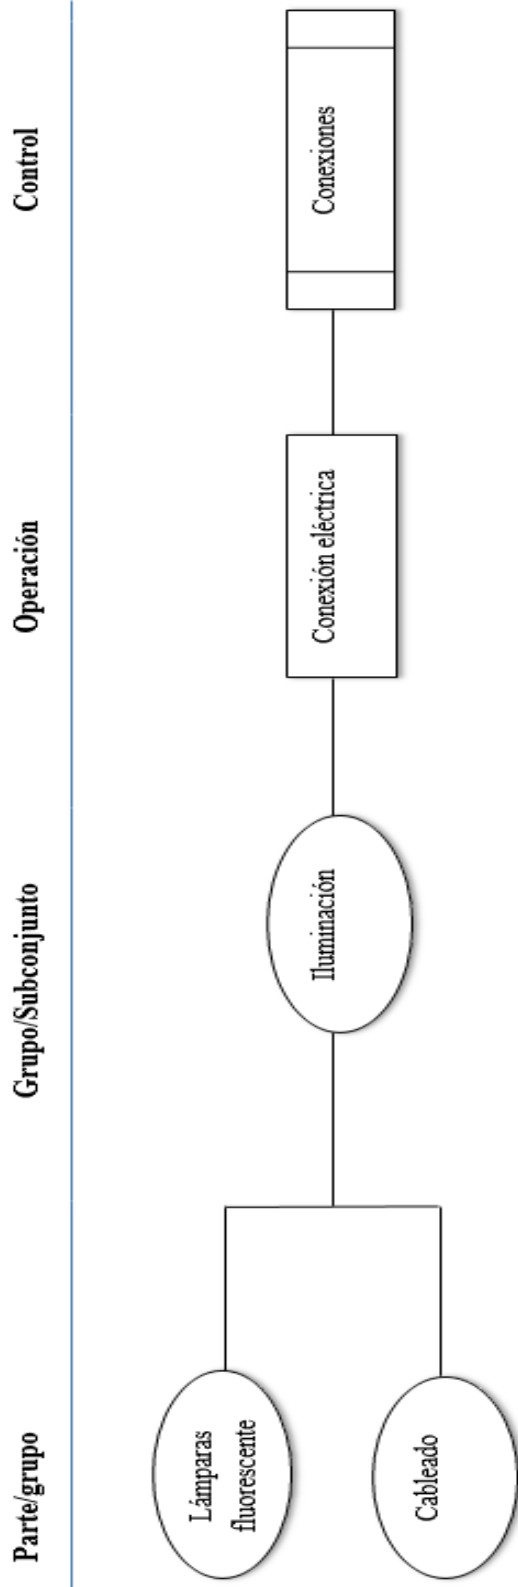 Parte/grupo
Grupo/Subconjunto
Operación
Control
Lámparas
fluorescente
Cableado
Iluminación
Conexión eléctrica
Conexiones